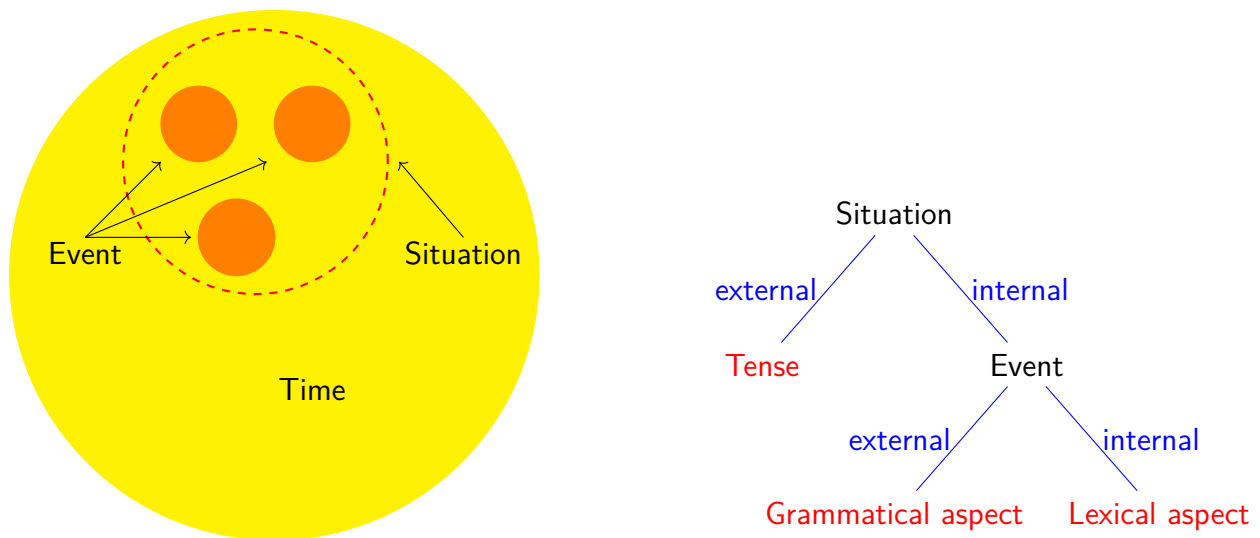 Event
Situation
Time
Situation
external
internal
Tense
Event
external
internal
Grammatical aspect
Lexical aspect